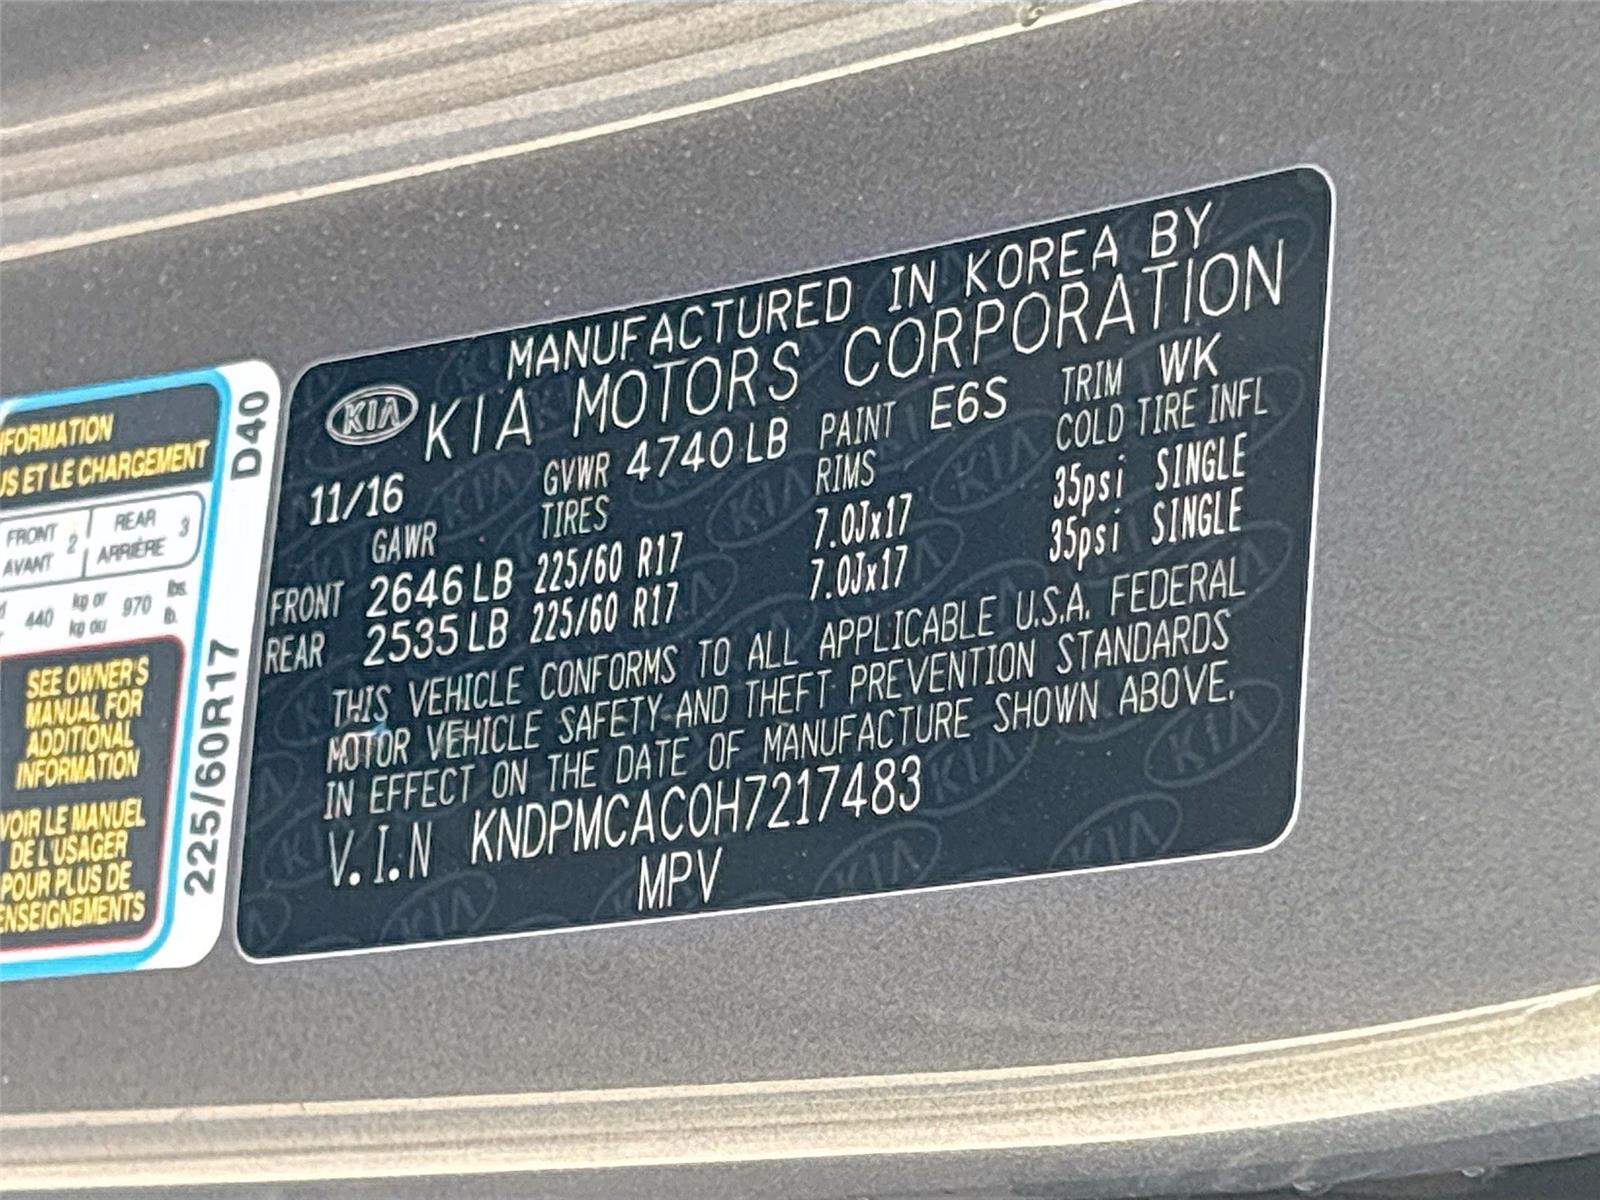 MANUFACTURED IN KOREA BY
KIA KIA MOTORS CORPORATION
11/16 GVWR 4740 LB PAINT E6S TRIM WK
GAWR TIRES RIMS COLD TIRE INFL
FRONT 2646 LB 225/60 R17 7.0Jx17 35psi SINGLE
REAR 2535 LB 225/60 R17 7.0Jx17 35psi SINGLE
THIS VEHICLE CONFORMS TO ALL APPLICABLE U.S.A. FEDERAL
MOTOR VEHICLE SAFETY AND THEFT PREVENTION STANDARDS
IN EFFECT ON THE DATE OF MANUFACTURE SHOWN ABOVE.
V.I.N KNDPMCAC0H7217483
MPV
ET LE CHARGEMENT
FRONT 2 REAR 3
AVANT ARRIÈRE
440 kg or 970 lbs.
kg ou lb.
SEE OWNER'S
MANUAL FOR
ADDITIONAL
INFORMATION
VOIR LE MANUEL
DE L'USAGER
POUR PLUS DE
D40
225/60R17